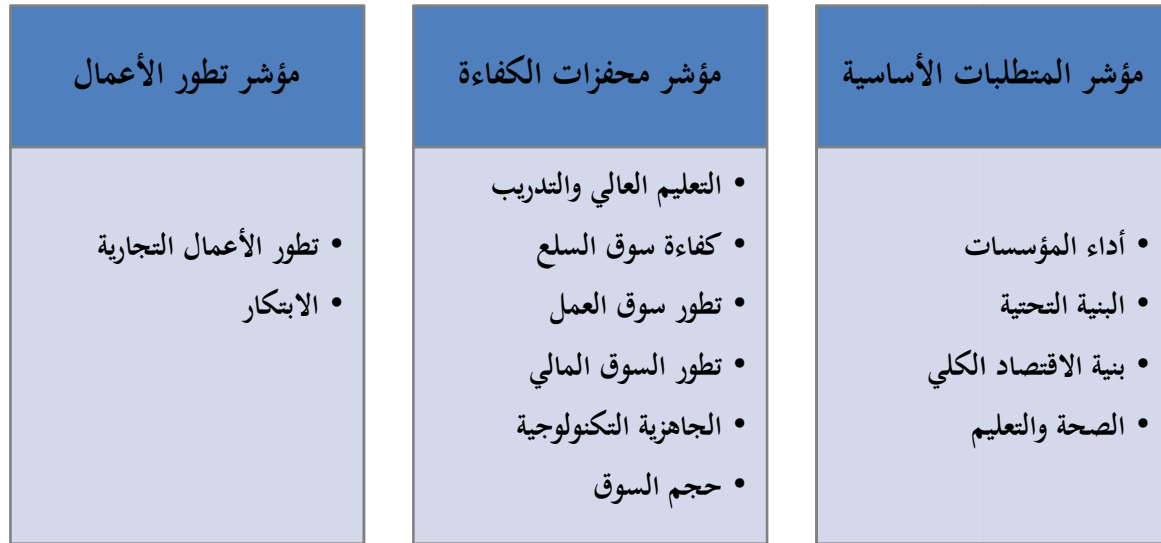 مؤشر المتطلبات الأساسية
• أداء المؤسسات
• البنية التحتية
• بنية الاقتصاد الكلي
• الصحة والتعليم
مؤشر محفزات الكفاءة
• التعليم العالي والتدريب
• كفاءة سوق السلع
• تطور سوق العمل
• تطور السوق المالي
• الجاهزية التكنولوجية
• حجم السوق
مؤشر تطور الأعمال
• تطور الأعمال التجارية
• الابتكار